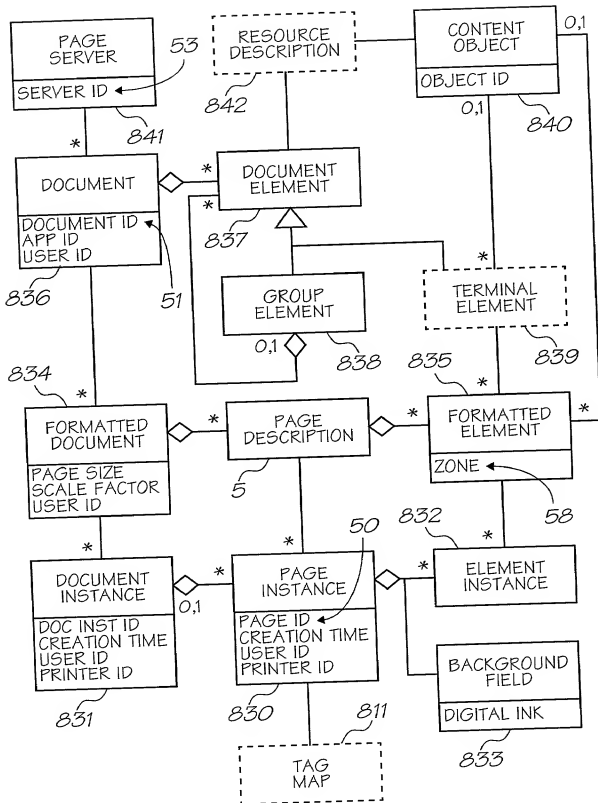 PAGE
SERVER
SERVER ID
53
841
RESOURCE
DESCRIPTION
842
CONTENT
OBJECT
OBJECT ID
0,1
0,1
840
*
DOCUMENT
DOCUMENT ID
APP ID
USER ID
836
51
*
*
DOCUMENT
ELEMENT
837
GROUP
ELEMENT
0,1
838
*
TERMINAL
ELEMENT
839
834
*
FORMATTED
DOCUMENT
PAGE SIZE
SCALE FACTOR
USER ID
*
PAGE
DESCRIPTION
5
835
*
*
*
FORMATTED
ELEMENT
ZONE
58
*
DOCUMENT
INSTANCE
DOC INST ID
CREATION TIME
USER ID
PRINTER ID
831
0,1
*
*
50
PAGE
INSTANCE
PAGE ID
CREATION TIME
USER ID
PRINTER ID
830
832
*
*
ELEMENT
INSTANCE
BACKGROUND
FIELD
DIGITAL INK
833
811
TAG
MAP